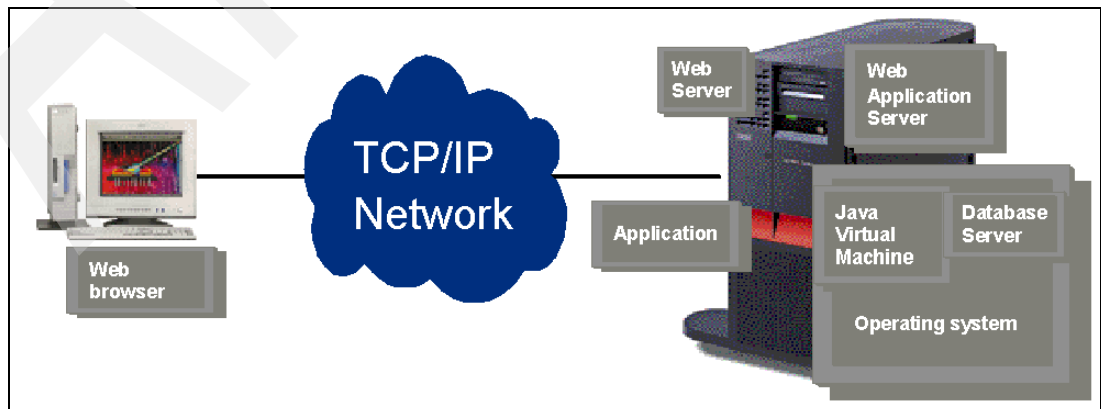 Web
browser
TCP/IP
Network
Web
Server
Web
Application
Server
Application
Java
Virtual
Machine
Database
Server
Operating system